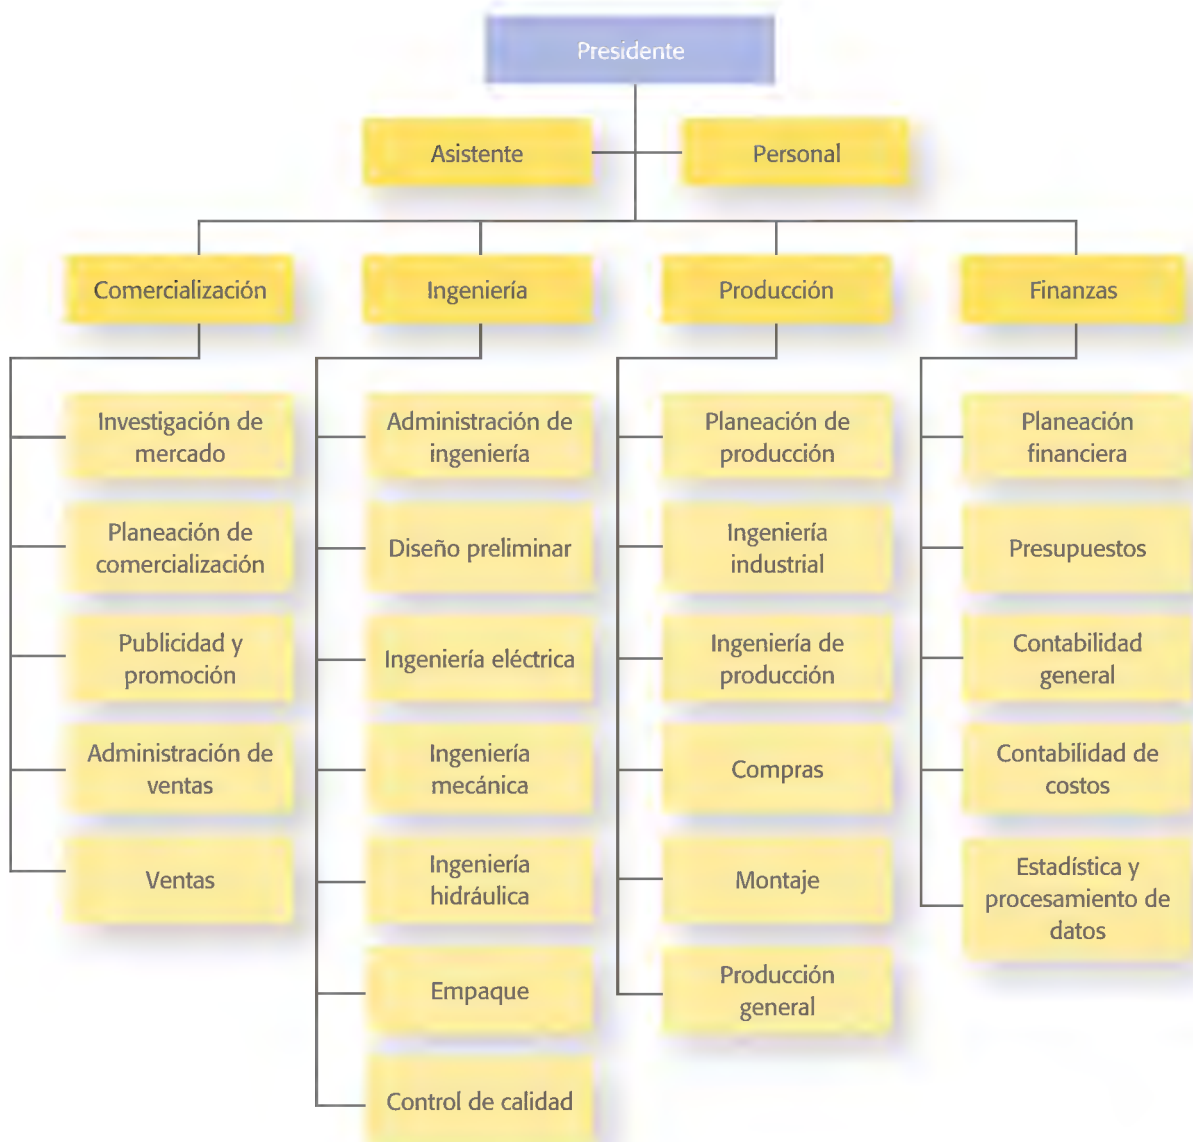 Presidente
Asistente
Personal
Comercialización
Ingeniería
Producción
Finanzas
Investigación de
mercado
Planeación de
comercialización
Publicidad y
promoción
Administración de
ventas
Ventas
Administración de
ingeniería
Diseño preliminar
Ingeniería eléctrica
Ingeniería
mecánica
Ingeniería
hidráulica
Empaque
Control de calidad
Planeación de
producción
Ingeniería
industrial
Ingeniería de
producción
Compras
Montaje
Producción
general
Planeación
financiera
Presupuestos
Contabilidad
general
Contabilidad de
costos
Estadística y
procesamiento de
datos